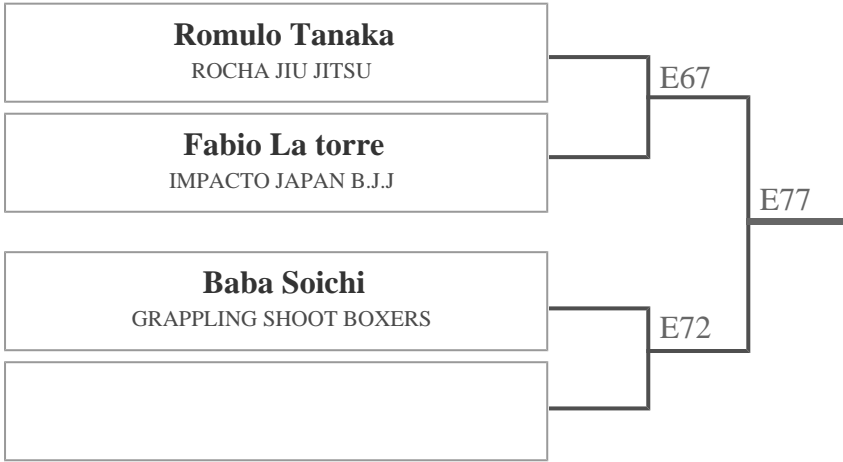 Romulo Tanaka
ROCHA JIU JITSU
E67
Fabio La torre
IMPACTO JAPAN B.J.J
E77
Baba Soichi
GRAPPLING SHOOT BOXERS
E72